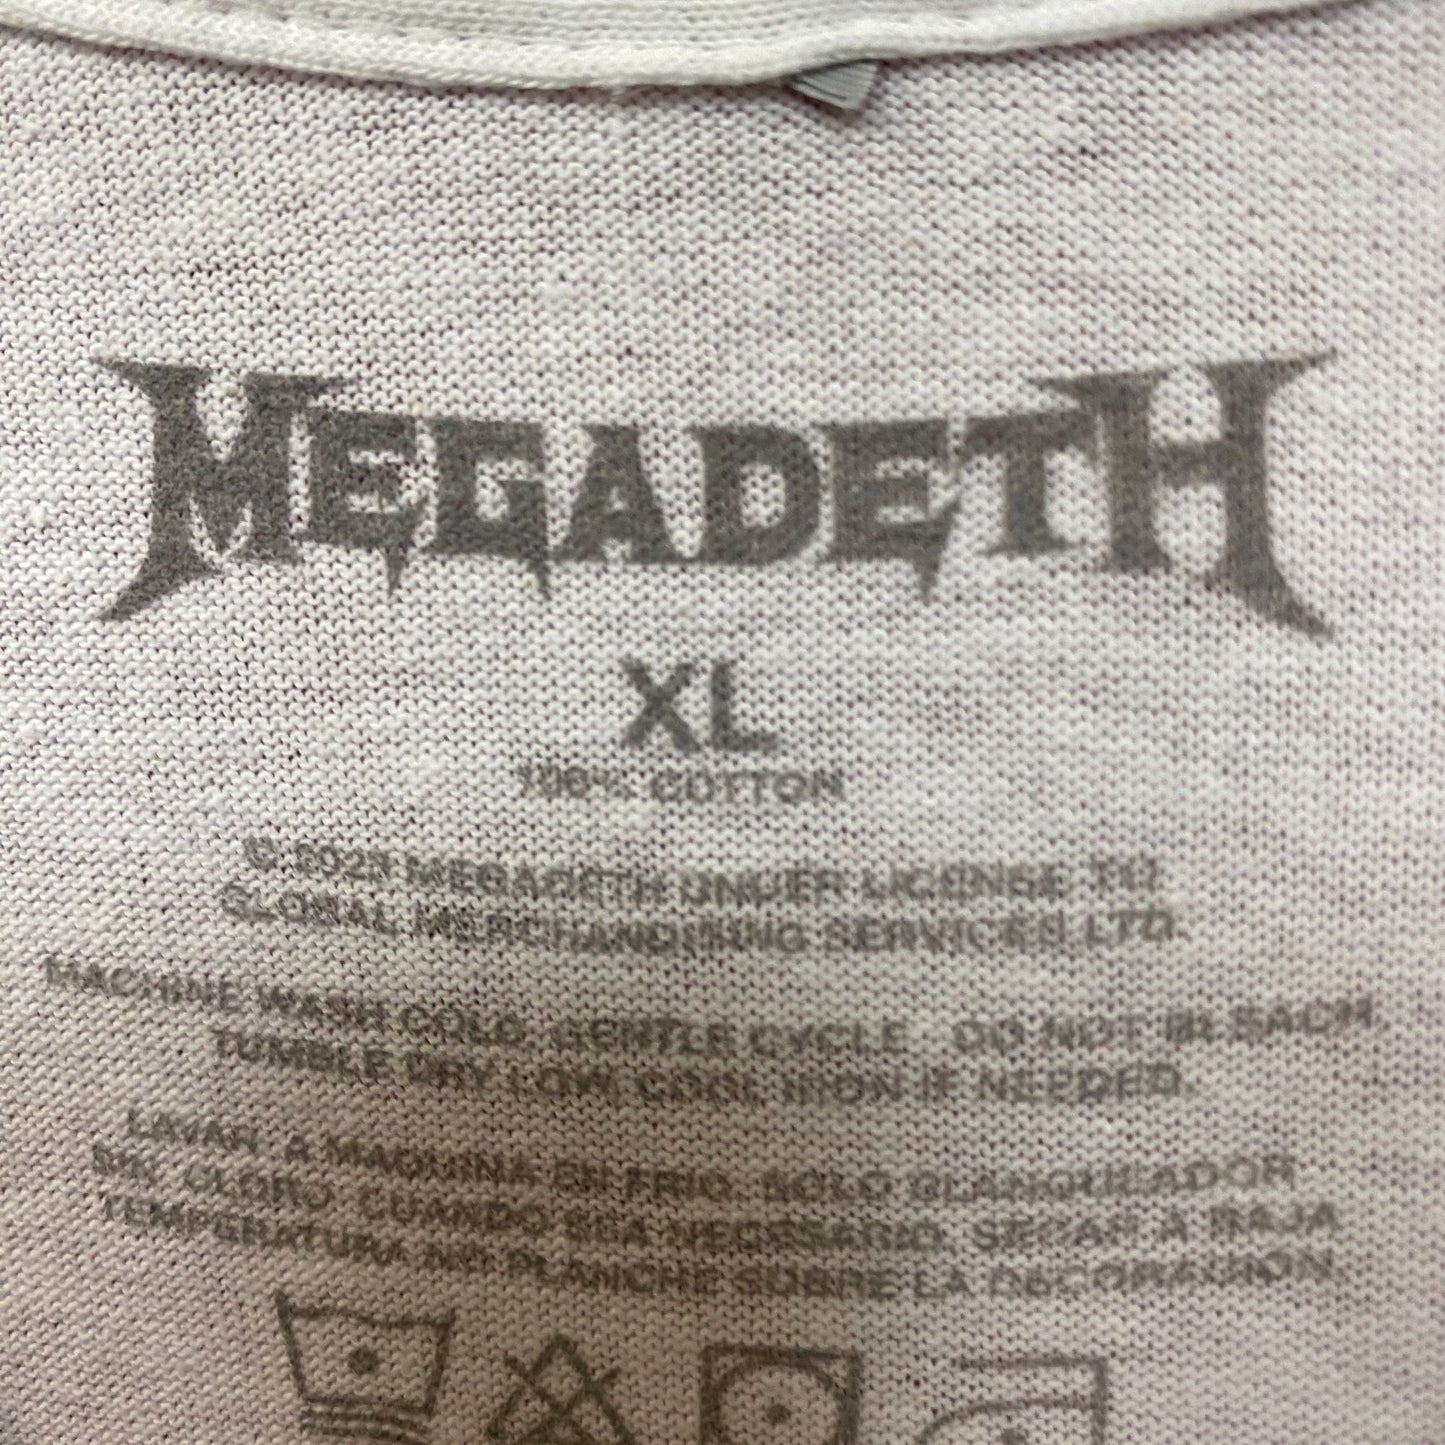 MEGADETH
XL
100% COTTON
© 2023 MEGADETH UNDER LICENSE TO
GLOBAL MERCHANDISING SERVICES LTD.
MACHINE WASH COLD, GENTLE CYCLE. DO NOT BLEACH
TUMBLE DRY LOW. COOL IRON IF NEEDED.
LAVAR A MAQUINA EN FRIO. SOLO BLANQUEADOR
SIN CLORO, CUANDO SEA NECESARIO. SECAR A BAJA
TEMPERATURA. NO PLANCHE SOBRE LA DECORACION.